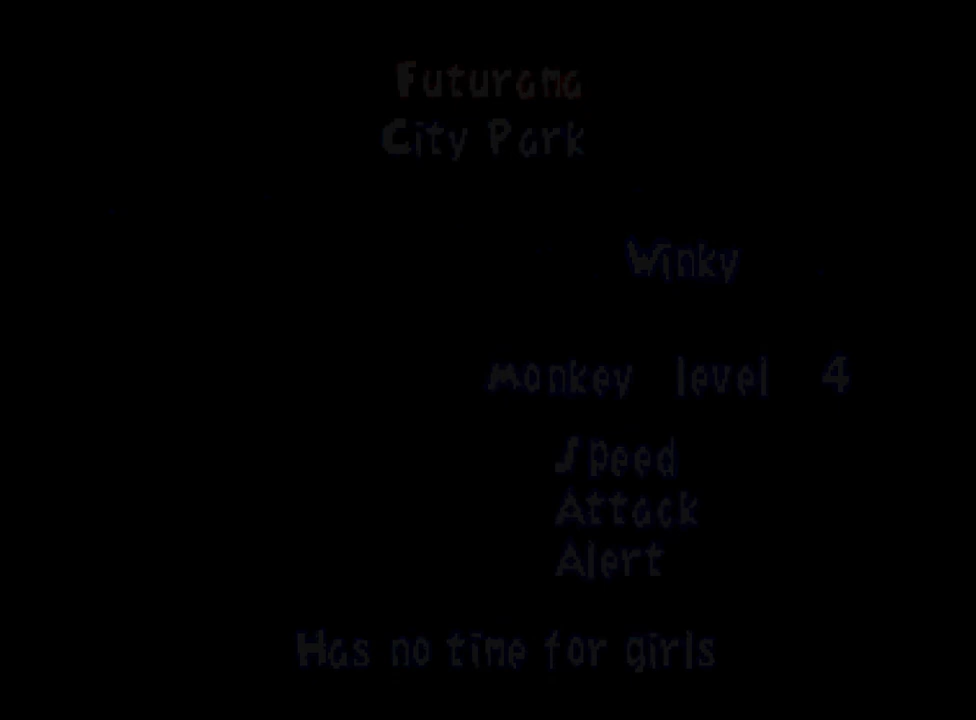 Futurama
City Park
Winky
Monkey level 4
Speed
Attack
Alert
Has no time for girls